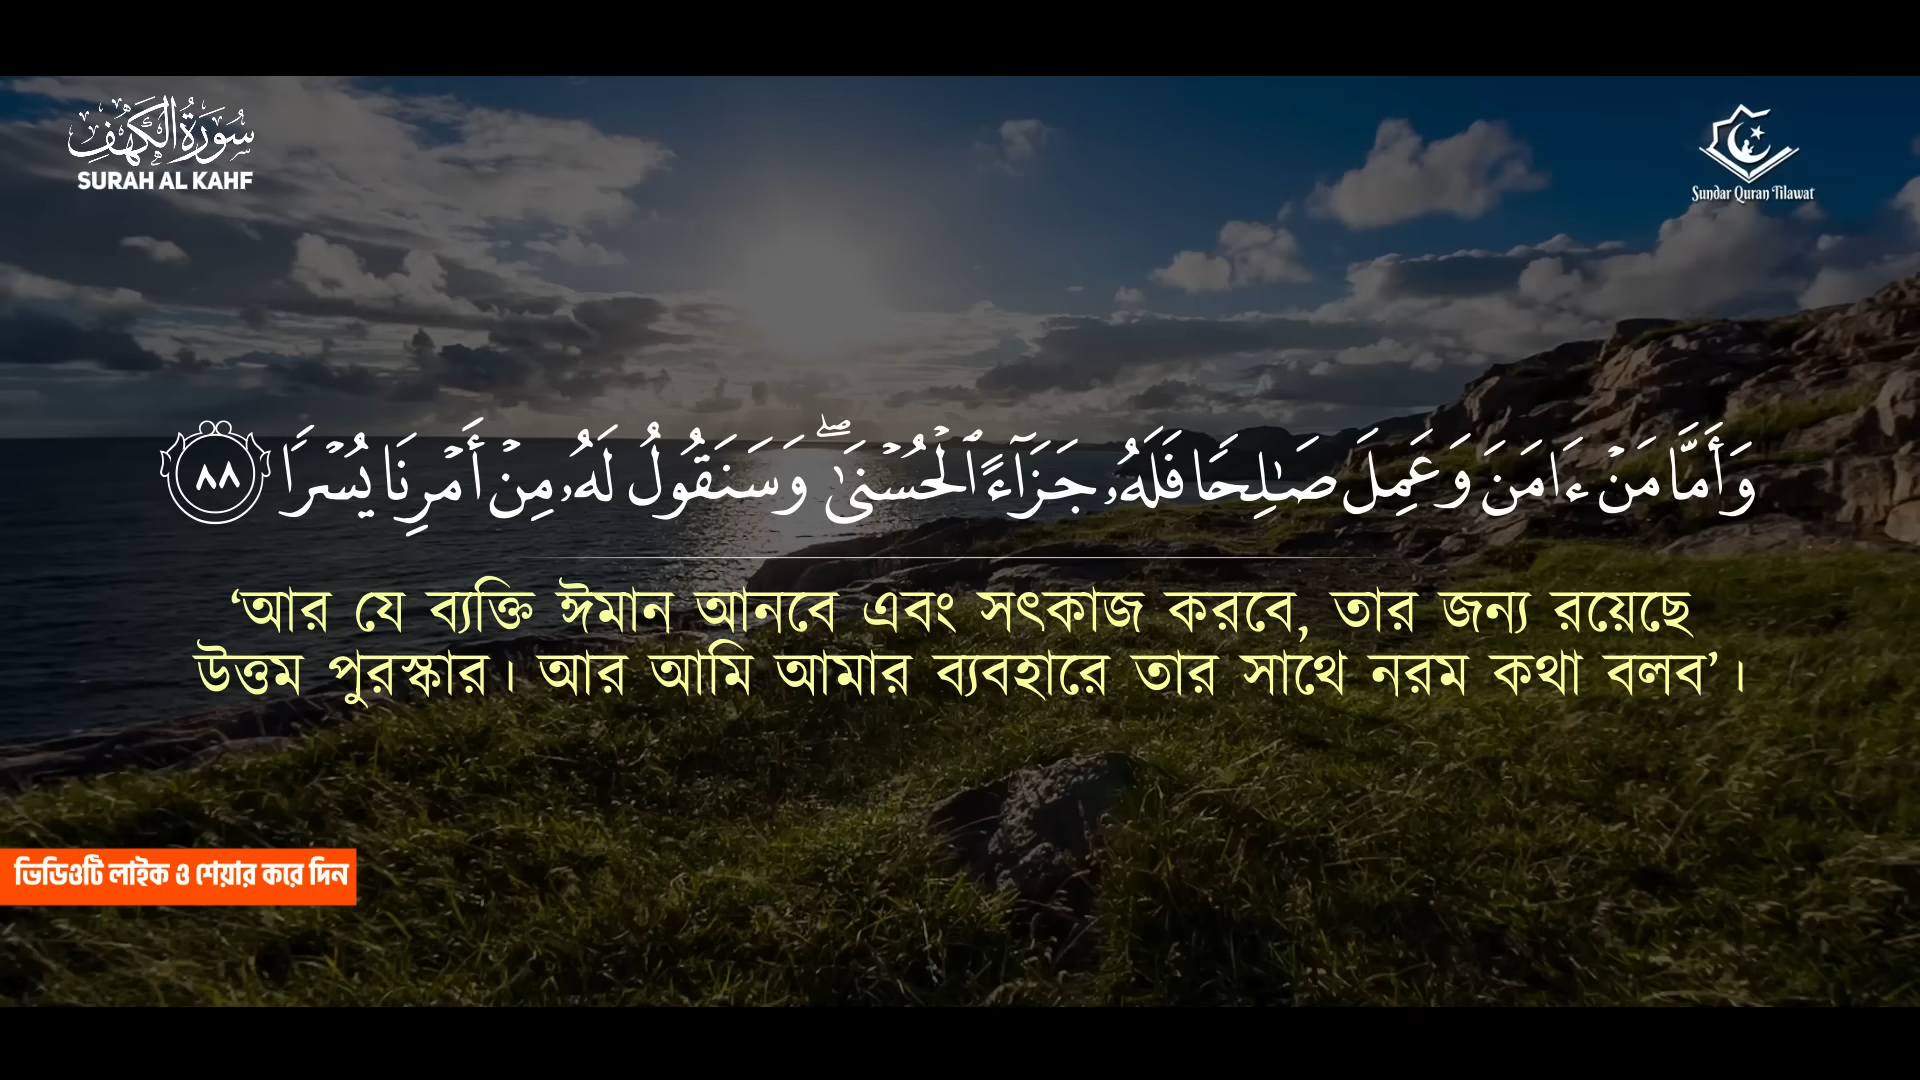 سُورَةُ الْكَهْفِ
SURAH AL KAHF
Sundar Quran Tilawat
وَأَمَّا مَنۡ ءَامَنَ وَعَمِلَ صَـٰلِحࣰا فَلَهُۥ جَزَاۤءً ٱلۡحُسۡنَىٰۖ وَسَنَقُولُ لَهُۥ مِنۡ أَمۡرِنَا يُسۡرࣰا ٨٨
‘আর যে ব্যক্তি ঈমান আনবে এবং সৎকাজ করবে, তার জন্য রয়েছে
উত্তম পুরস্কার। আর আমি আমার ব্যবহারে তার সাথে নরম কথা বলব’।
ভিডিওটি লাইক ও শেয়ার করে দিন